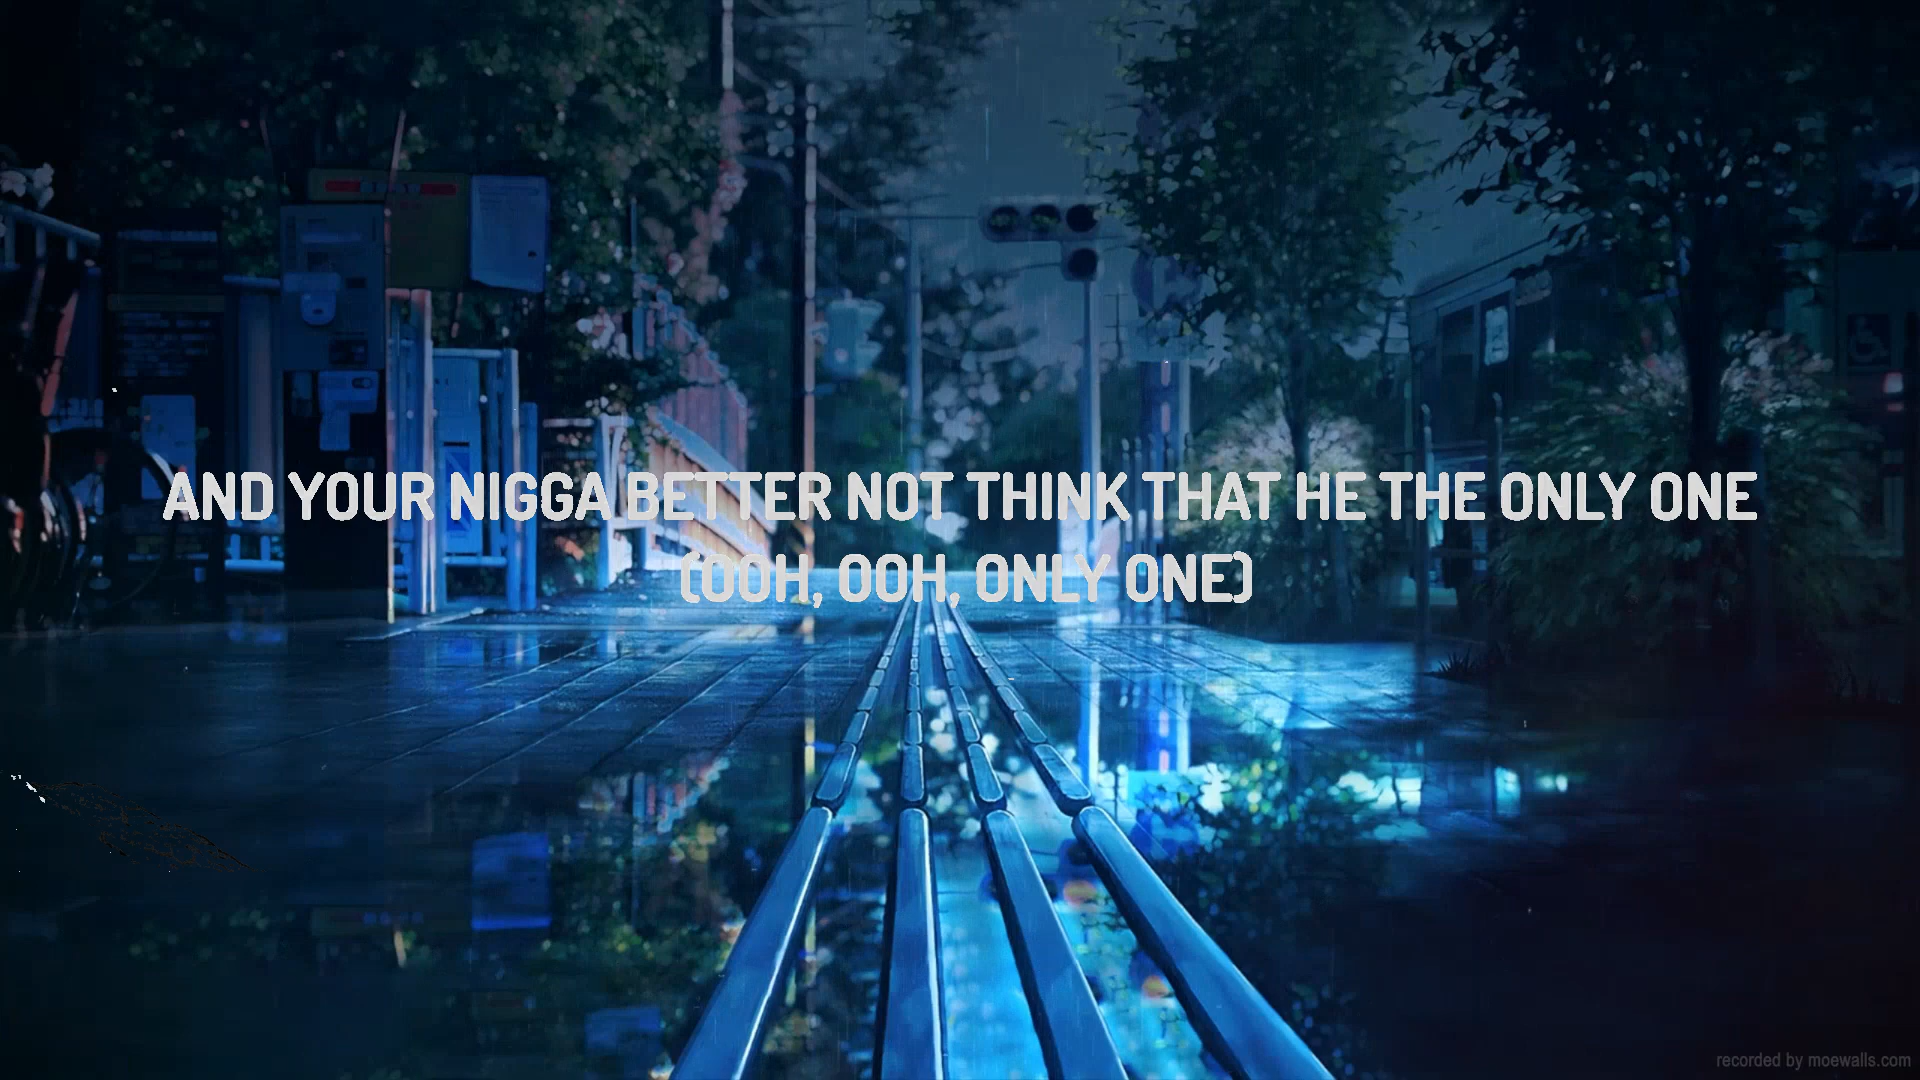 AND YOUR NIGGA BETTER NOT THINK THAT HE THE ONLY ONE
(OOH, OOH, ONLY ONE)
recorded by moewalls.com